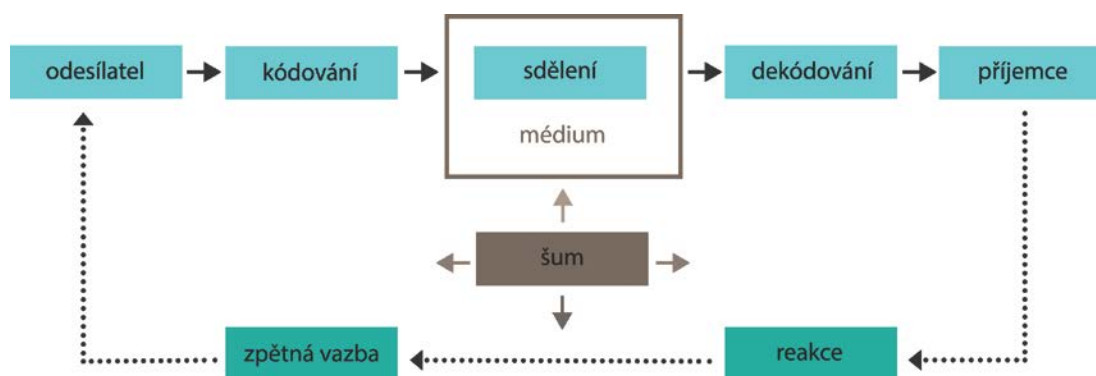 odesílatel
kódování
sdělení
dekódování
příjemce
médium
šum
zpětná vazba
reakce